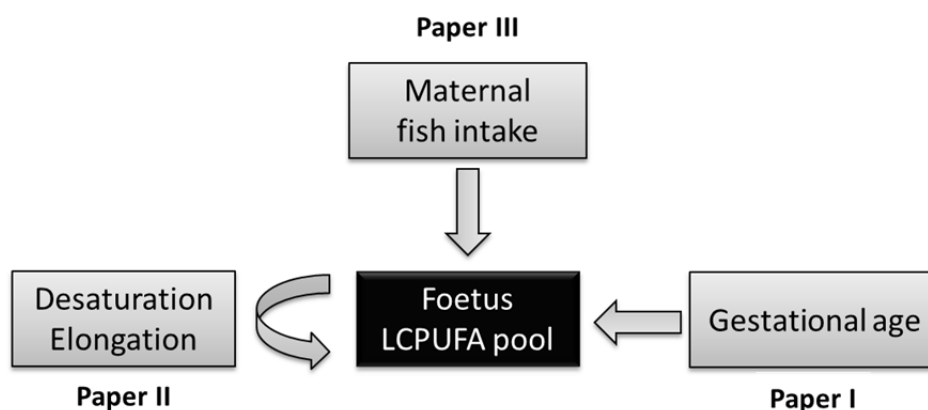 Paper III
Maternal
fish intake
Desaturation
Elongation
Paper II
Foetus
LCPUFA pool
Gestational age
Paper I